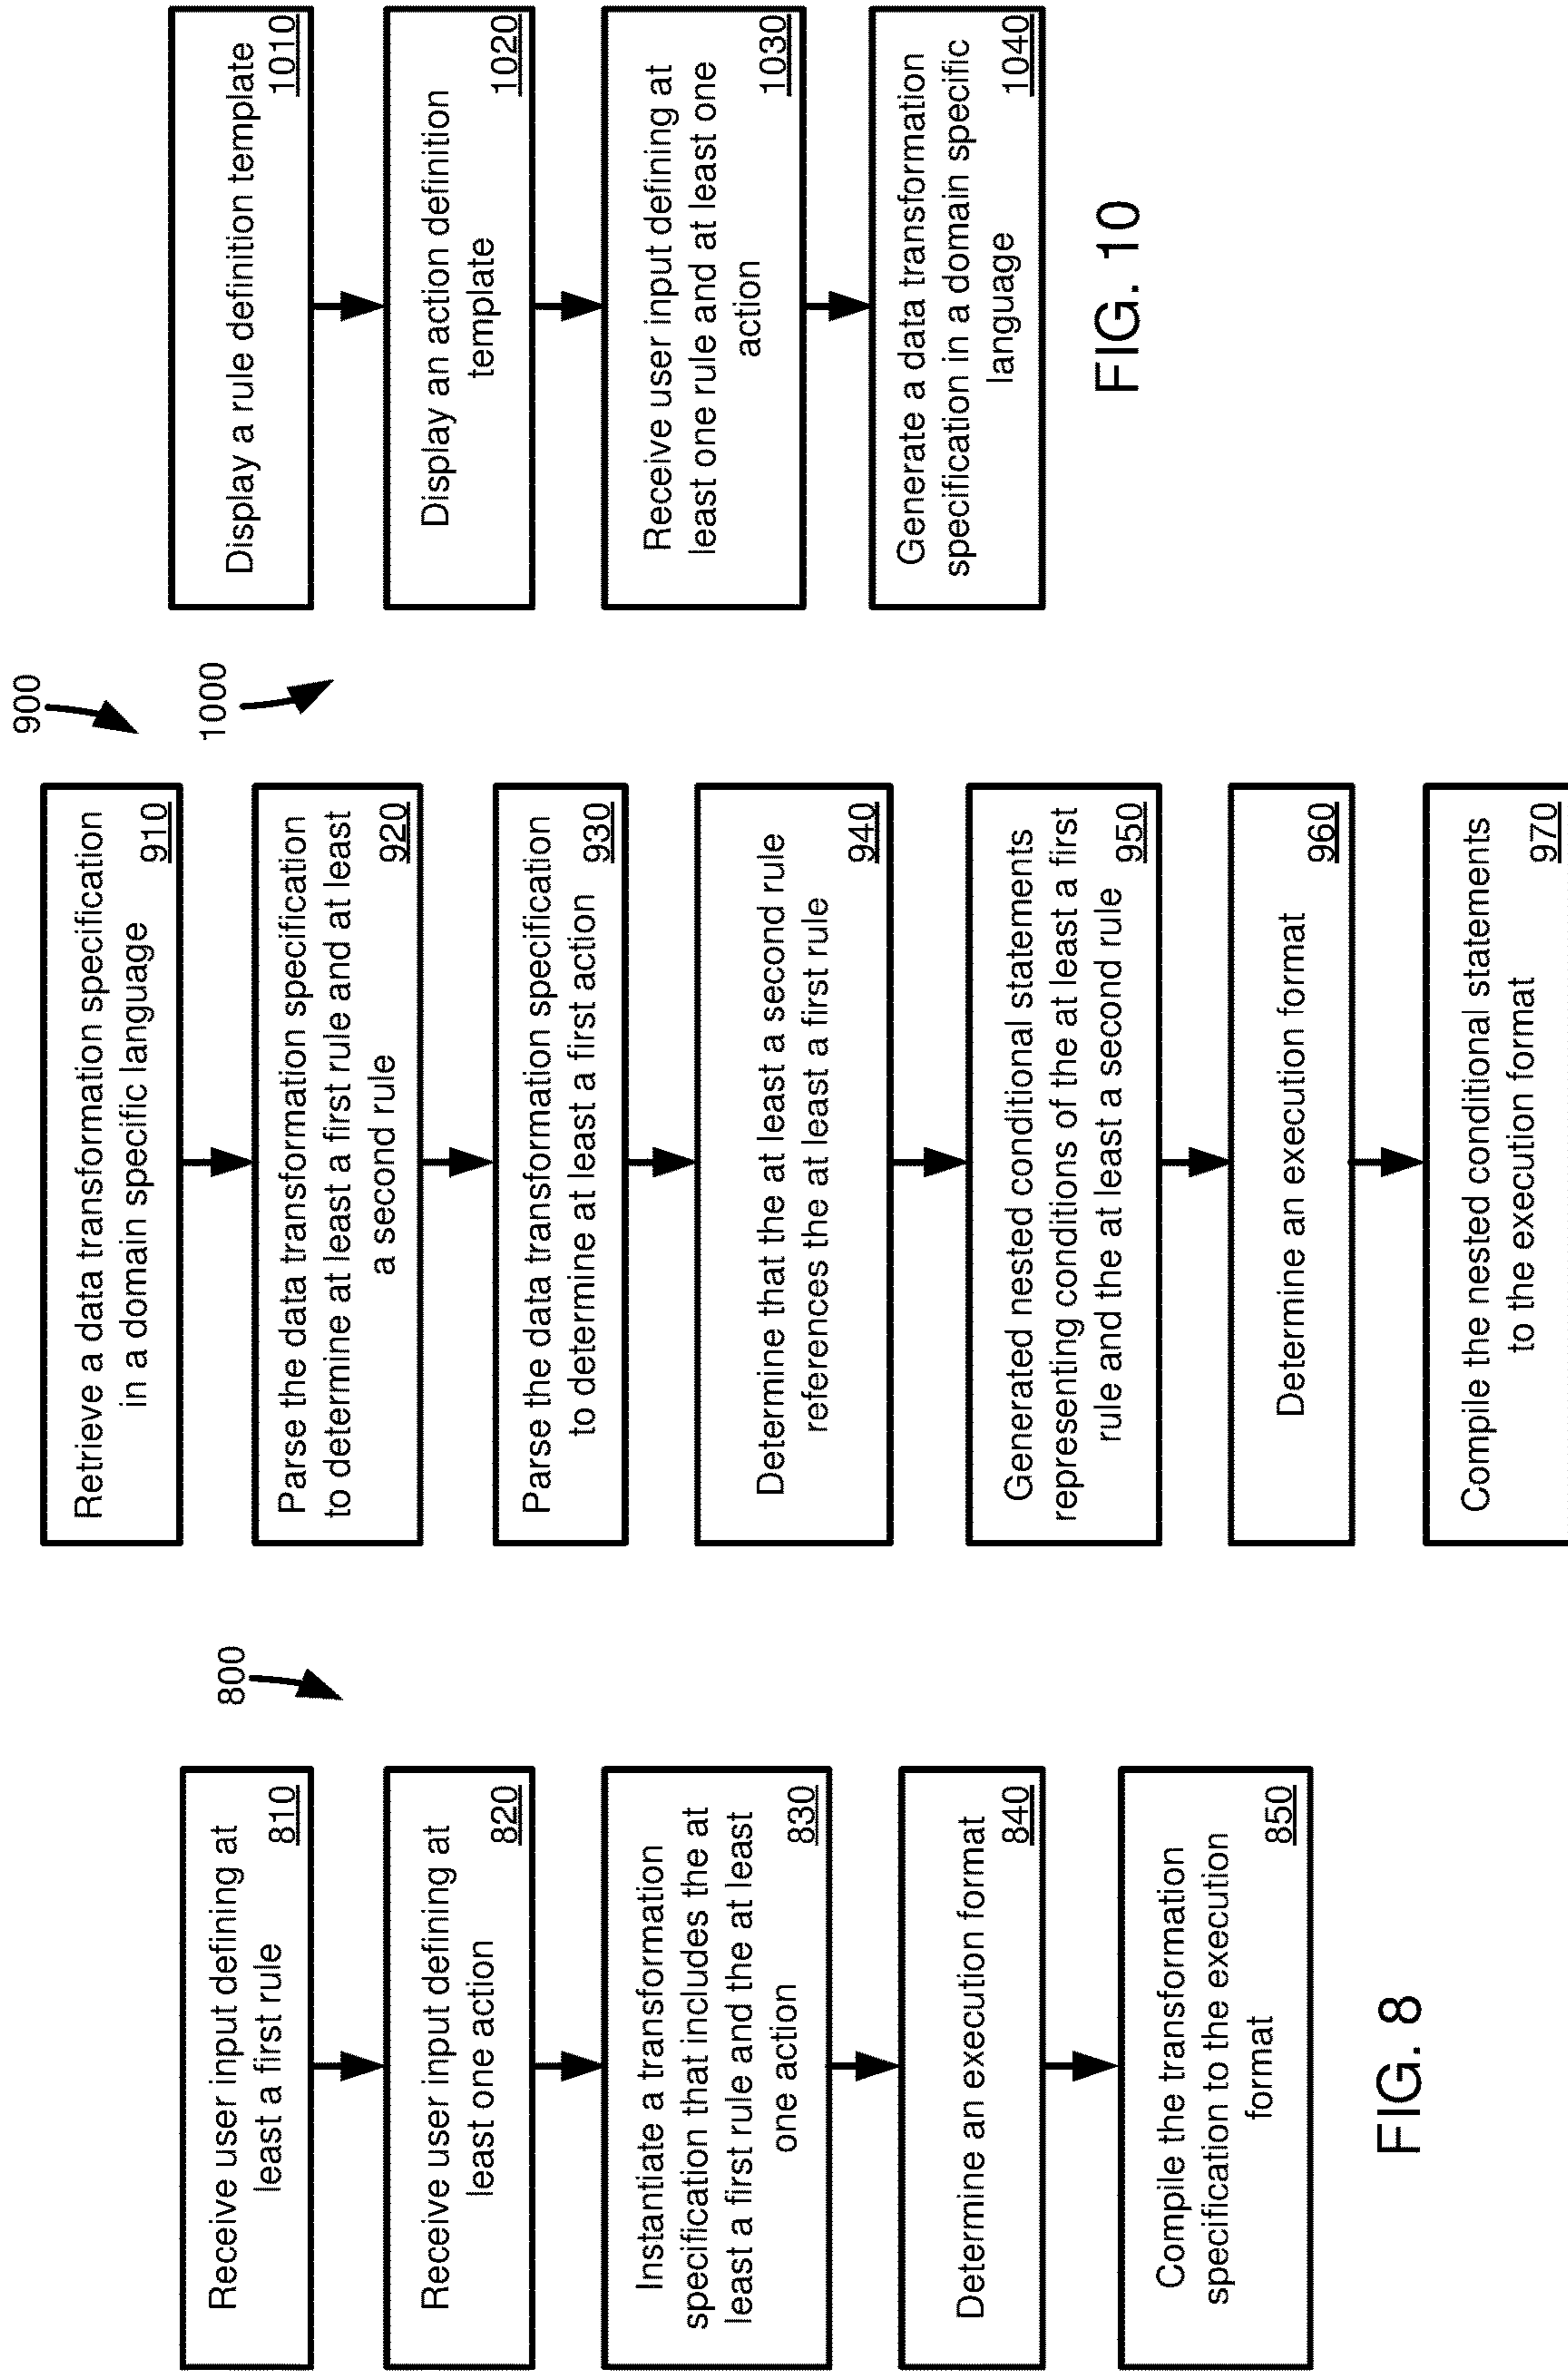 800
Receive user input defining at
least a first rule
810
Receive user input defining at
least one action
820
Instantiate a transformation
specification that includes the at
least a first rule and the at least
one action
830
Determine an execution format
840
Compile the transformation
specification to the execution
format
850
FIG. 8
900
Retrieve a data transformation specification
in a domain specific language
910
Parse the data transformation specification
to determine at least a first rule and at least
a second rule
920
Parse the data transformation specification
to determine at least a first action
930
Determine that the at least a second rule
references the at least a first rule
940
Generated nested conditional statements
representing conditions of the at least a first
rule and the at least a second rule
950
Determine an execution format
960
Compile the nested conditional statements
to the execution format
970
1000
Display a rule definition template
1010
Display an action definition
template
1020
Receive user input defining at
least one rule and at least one
action
1030
Generate a data transformation
specification in a domain specific
language
1040
FIG. 10